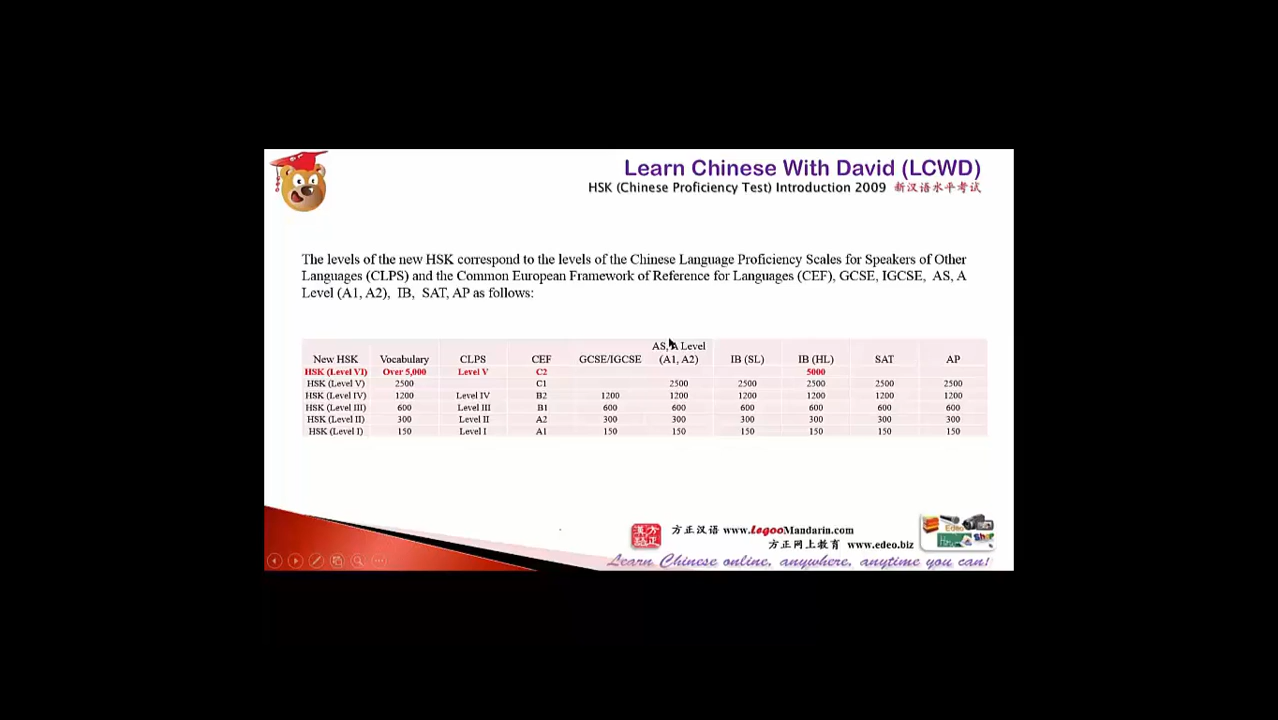 Learn Chinese With David (LCWD)
HSK (Chinese Proficiency Test) Introduction 2009 新汉语水平考试
The levels of the new HSK correspond to the levels of the Chinese Language Proficiency Scales for Speakers of Other
Languages (CLPS) and the Common European Framework of Reference for Languages (CEF), GCSE, IGCSE, AS, A
Level (A1, A2), IB, SAT, AP as follows:
New HSK Vocabulary CLPS CEF GCSE/IGCSE AS, A Level (A1, A2) IB (SL) IB (HL) SAT AP
HSK (Level VI) Over 5,000 Level V C2 5000
HSK (Level V) 2500 C1 2500 2500 2500 2500 2500
HSK (Level IV) 1200 Level IV B2 1200 1200 1200 1200 1200 1200
HSK (Level III) 600 Level III B1 600 600 600 600 600 600
HSK (Level II) 300 Level II A2 300 300 300 300 300 300
HSK (Level I) 150 Level I A1 150 150 150 150 150 150
方正汉语 www.LagooMandarin.com
方正网上教育 www.edeo.biz
Learn Chinese online, anywhere, anytime you can!